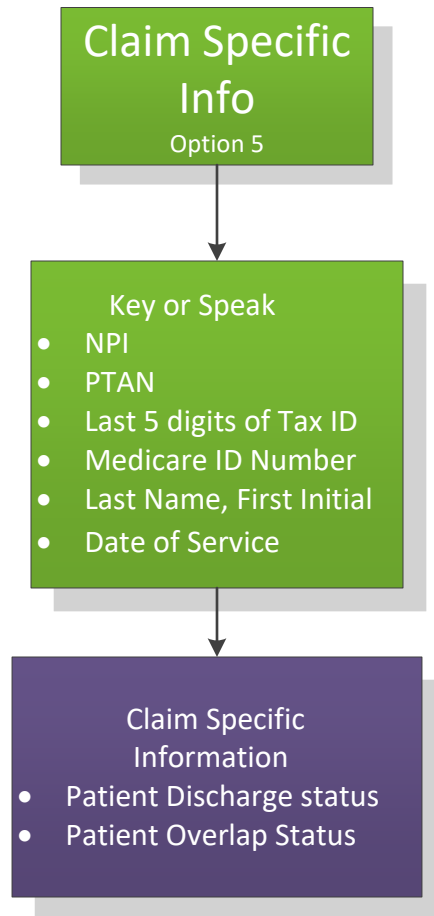 Claim Specific
Info
Option 5
Key or Speak
• NPI
• PTAN
• Last 5 digits of Tax ID
• Medicare ID Number
• Last Name, First Initial
• Date of Service
Claim Specific
Information
• Patient Discharge status
• Patient Overlap Status